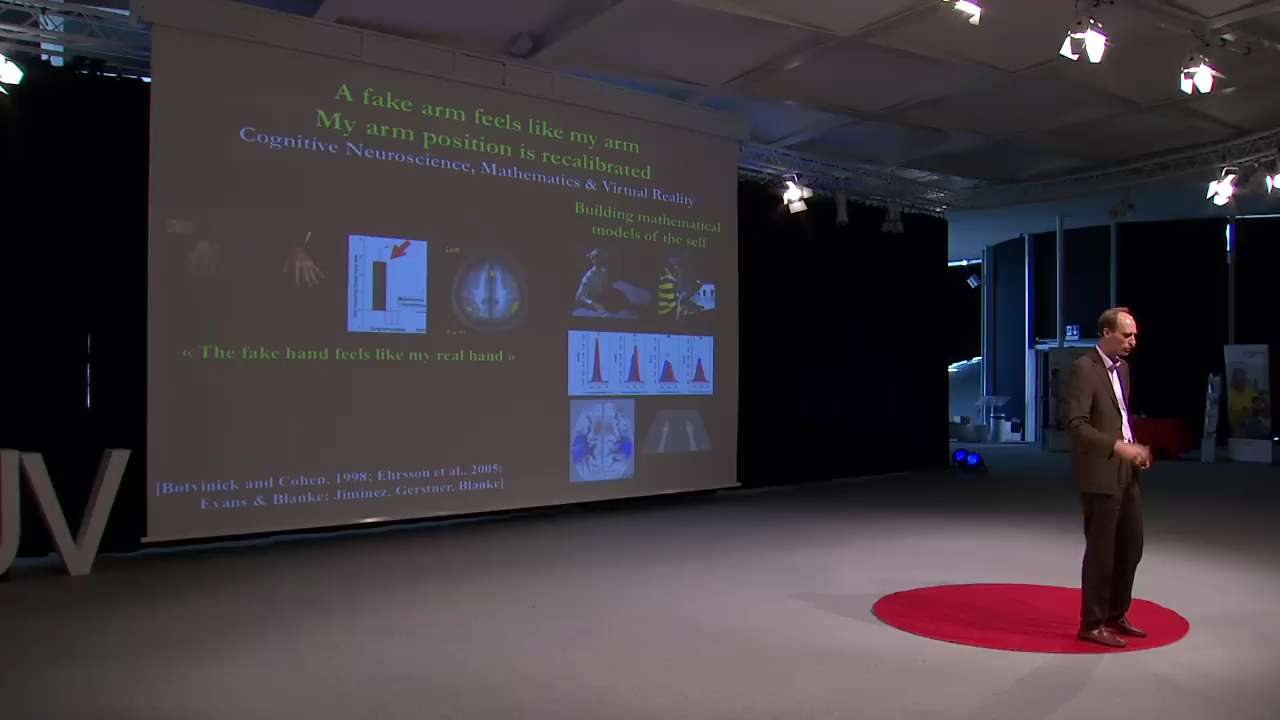 A fake arm feels like my arm
My arm position is recalibrated
Cognitive Neuroscience, Mathematics & Virtual Reality
Building mathematical
models of the self
« The fake hand feels like my real hand »
[Botvinick and Cohen, 1998; Ehrsson et al., 2005;
Evans & Blanke; Jiminez, Gerstner, Blanke]
UV